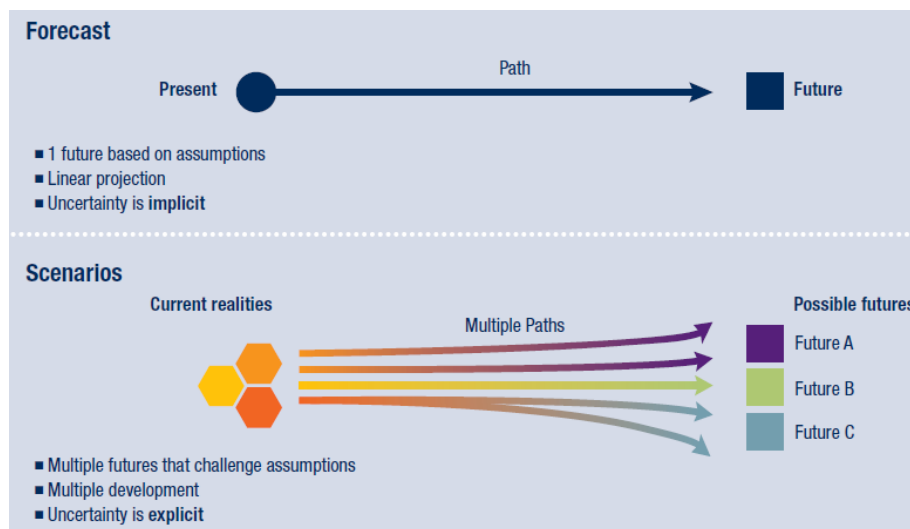 Forecast
Path
Present
Future
■ 1 future based on assumptions
■ Linear projection
■ Uncertainty is implicit
Scenarios
Current realities
Possible futures
Multiple Paths
Future A
Future B
Future C
■ Multiple futures that challenge assumptions
■ Multiple development
■ Uncertainty is explicit